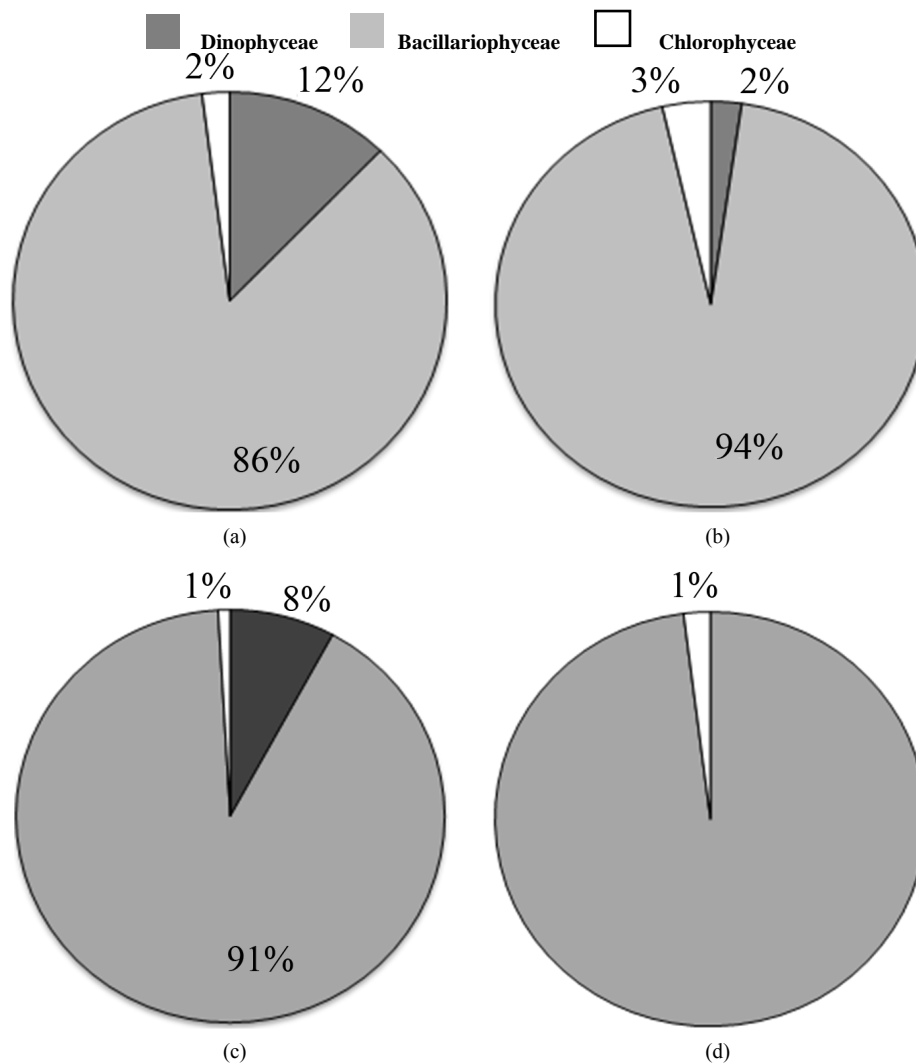 Dinophyceae Bacillariophyceae Chlorophyceae
2% 12% 3% 2%
86% 94%
(a) (b)
1% 8% 1%
91%
(c) (d)